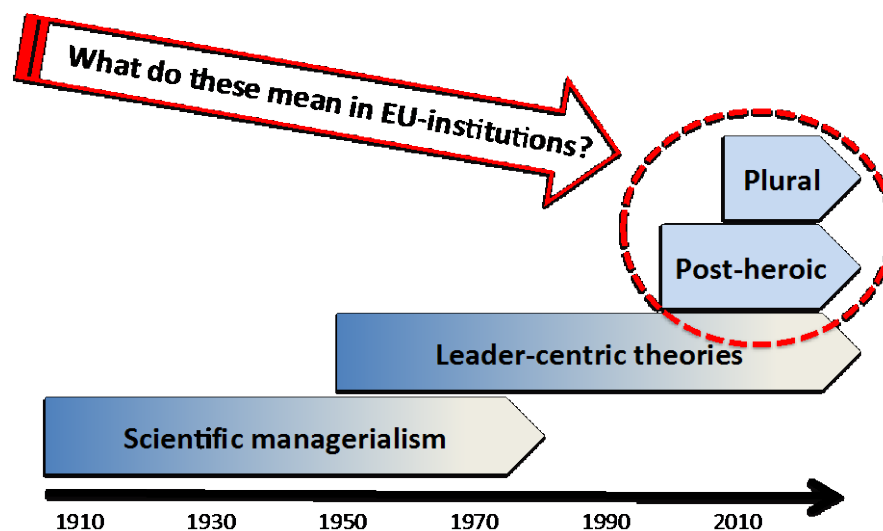 What do these mean in EU-institutions?
Plural
Post-heroic
Leader-centric theories
Scientific managerialism
1910 1930 1950 1970 1990 2010